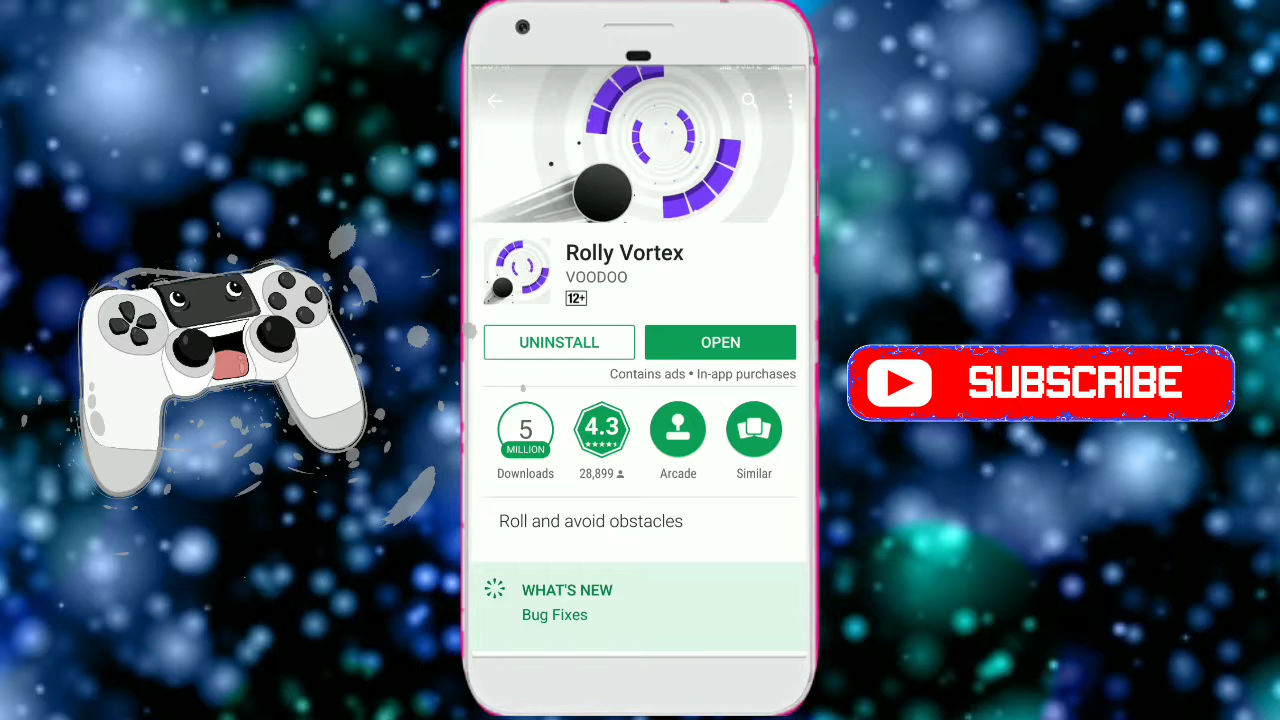 Rolly Vortex
VOODOO
12+
UNINSTALL
OPEN
Contains ads • In-app purchases
5
MILLION
Downloads
4.3
28,899
Arcade
Similar
Roll and avoid obstacles
WHAT'S NEW
Bug Fixes
SUBSCRIBE